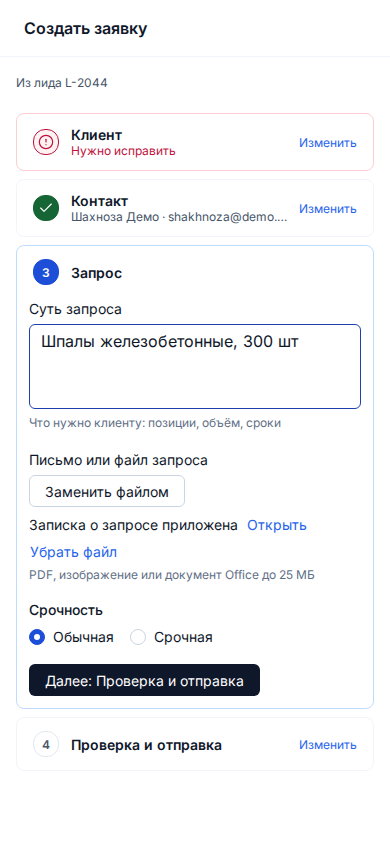 Создать заявку
Из лида L-2044
Клиент
Нужно исправить
Изменить
Контакт
Шахноза Демо · shakhnoza@demo....
Изменить
3
Запрос
Суть запроса
Шпалы железобетонные, 300 шт
Что нужно клиенту: позиции, объём, сроки
Письмо или файл запроса
Заменить файлом
Записка о запросе приложена Открыть
Убрать файл
PDF, изображение или документ Office до 25 МБ
Срочность
Обычная Срочная
Далее: Проверка и отправка
4
Проверка и отправка
Изменить